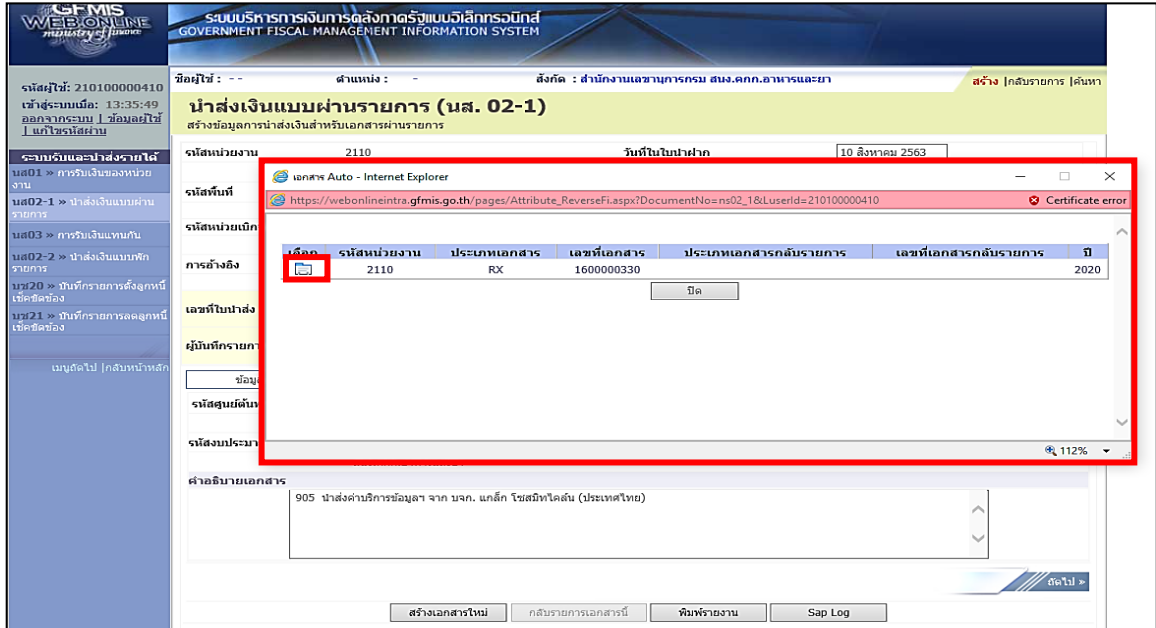 GFMIS
WEB ONLINE
ministry of finance
ระบบบริหารการเงินการคลังภาครัฐแบบอิเล็กทรอนิกส์
GOVERNMENT FISCAL MANAGEMENT INFORMATION SYSTEM
รหัสผู้ใช้: 210100000410
เข้าสู่ระบบเมื่อ: 13:35:49
ออกจากระบบ | ข้อมูลผู้ใช้
| แก้ไขรหัสผ่าน
ชื่อผู้ใช้ : - - ตำแหน่ง : - สังกัด : สำนักงานเลขานุการกรม สนง.คกก.อาหารและยา สร้าง |กลับรายการ |ค้นหา
นำส่งเงินแบบผ่านรายการ (นส. 02-1)
สร้างข้อมูลการนำส่งเงินสำหรับเอกสารผ่านรายการ
ระบบรับและนำส่งรายได้
นส01 » การรับเงินของหน่วย
งาน
นส02-1 » นำส่งเงินแบบผ่าน
รายการ
นส03 » การรับเงินแทนกัน
นส02-2 » นำส่งเงินแบบพัก
รายการ
บช20 » บันทึกรายการตั้งลูกหนี้
เช็คขัดข้อง
บช21 » บันทึกรายการลดลูกหนี้
เช็คขัดข้อง
เมนูถัดไป |กลับหน้าหลัก
รหัสหน่วยงาน 2110 วันที่ในใบนำฝาก 10 สิงหาคม 2563
รหัสพื้นที่
รหัสหน่วยเบิก
การอ้างอิง
เลขที่ใบนำส่ง
ผู้บันทึกรายกา
ข้อมูล
รหัสศูนย์ต้นท
รหัสงบประมา
เอกสาร Auto - Internet Explorer
https://webonlineintra.gfmis.go.th/pages/Attribute_ReverseFi.aspx?DocumentNo=ns02_1&LuserId=210100000410 Certificate error
เลือก รหัสหน่วยงาน ประเภทเอกสาร เลขที่เอกสาร ประเภทเอกสารกลับรายการ เลขที่เอกสารกลับรายการ ปี
2110 RX 1600000330 2020
ปิด
112%
คำอธิบายเอกสาร
905 นำส่งค่าบริการข้อมูลฯ จาก บจก. แกล็ก โซสมิทไคล์น (ประเทศไทย)
ถัดไป »
สร้างเอกสารใหม่ กลับรายการเอกสารนี้ พิมพ์รายงาน Sap Log